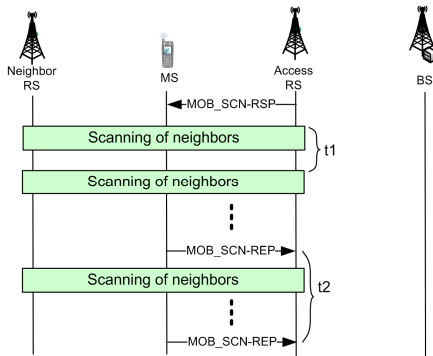 Neighbor
RS
MS
Access
RS
BS
MOB_SCN-RSP
Scanning of neighbors
t1
Scanning of neighbors
MOB_SCN-REP
Scanning of neighbors
t2
MOB_SCN-REP